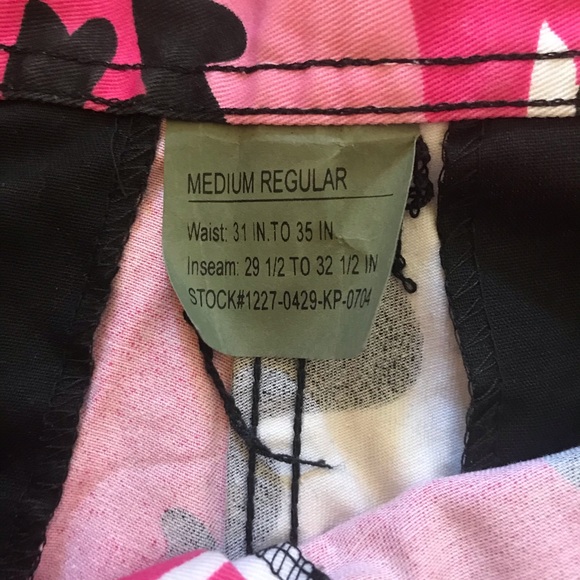 MEDIUM REGULAR
Waist: 31 IN.TO 35 IN
Inseam: 29 1/2 TO 32 1/2 IN
STOCK#1227-0429-KP-0704